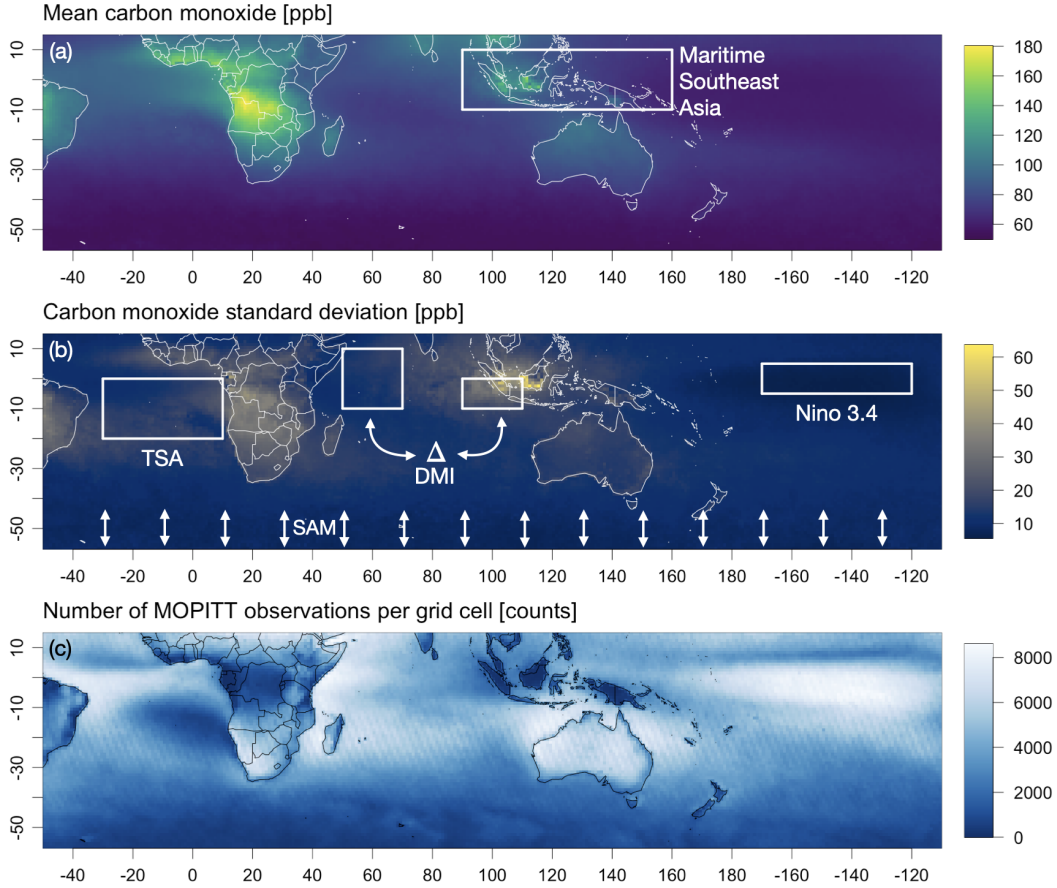 Mean carbon monoxide [ppb]
(a)
Maritime
Southeast
Asia
10
-10
-30
-50
-40 -20 0 20 40 60 80 100 120 140 160 180 -160 -140 -120
180
160
140
120
100
80
60
Carbon monoxide standard deviation [ppb]
(b)
TSA
Δ
DMI
Nino 3.4
SAM
10
-10
-30
-50
-40 -20 0 20 40 60 80 100 120 140 160 180 -160 -140 -120
60
50
40
30
20
10
Number of MOPITT observations per grid cell [counts]
(c)
10
-10
-30
-50
-40 -20 0 20 40 60 80 100 120 140 160 180 -160 -140 -120
8000
6000
4000
2000
0